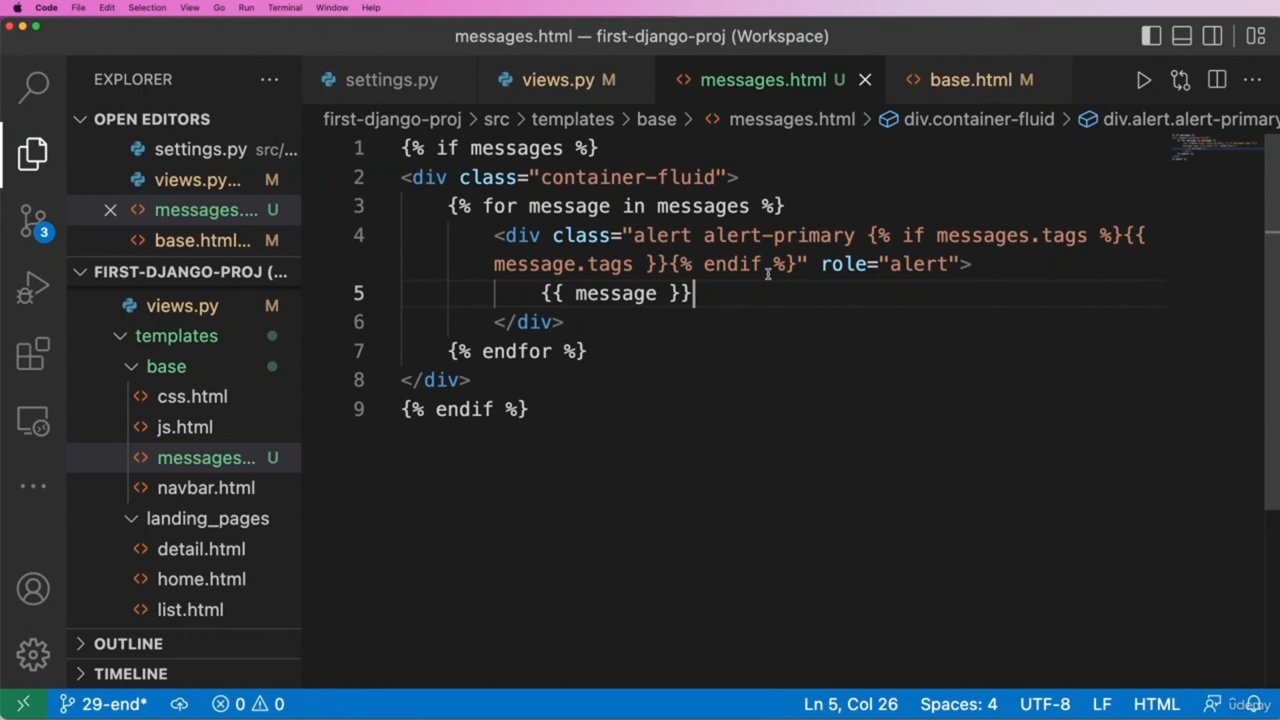 Code File Edit Selection View Go Run Terminal Window Help
messages.html — first-django-proj (Workspace)
EXPLORER
settings.py
views.py M
messages.html U
base.html M
OPEN EDITORS
settings.py src/...
views.py... M
messages.... U
base.html... M
FIRST-DJANGO-PROJ (...
views.py M
templates
base
css.html
js.html
messages... U
navbar.html
landing_pages
detail.html
home.html
list.html
OUTLINE
TIMELINE
first-django-proj > src > templates > base > messages.html > div.container-fluid > div.alert.alert-primary
1 {% if messages %}
2 <div class="container-fluid">
3 {% for message in messages %}
4 <div class="alert alert-primary {% if messages.tags %}{{
message.tags }}{% endif %}" role="alert">
5 {{ message }}
6 </div>
7 {% endfor %}
8 </div>
9 {% endif %}
3
29-end* 0 0 Ln 5, Col 26 Spaces: 4 UTF-8 LF HTML
udemy